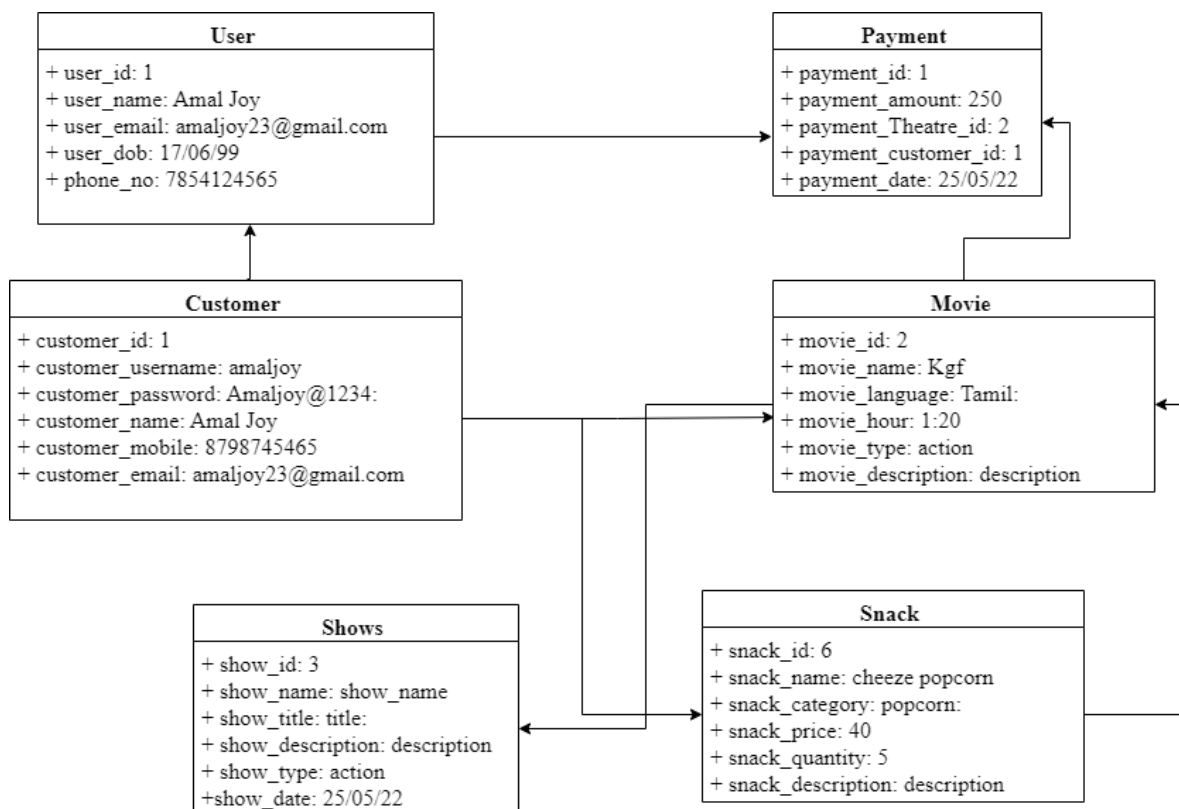 User
+ user_id: 1
+ user_name: Amal Joy
+ user_email: amaljoy23@gmail.com
+ user_dob: 17/06/99
+ phone_no: 7854124565
Payment
+ payment_id: 1
+ payment_amount: 250
+ payment_Theatre_id: 2
+ payment_customer_id: 1
+ payment_date: 25/05/22
Customer
+ customer_id: 1
+ customer_username: amaljoy
+ customer_password: Amaljoy@1234:
+ customer_name: Amal Joy
+ customer_mobile: 8798745465
+ customer_email: amaljoy23@gmail.com
Movie
+ movie_id: 2
+ movie_name: Kgf
+ movie_language: Tamil:
+ movie_hour: 1:20
+ movie_type: action
+ movie_description: description
Shows
+ show_id: 3
+ show_name: show_name
+ show_title: title:
+ show_description: description
+ show_type: action
+show_date: 25/05/22
Snack
+ snack_id: 6
+ snack_name: cheeze popcorn
+ snack_category: popcorn:
+ snack_price: 40
+ snack_quantity: 5
+ snack_description: description